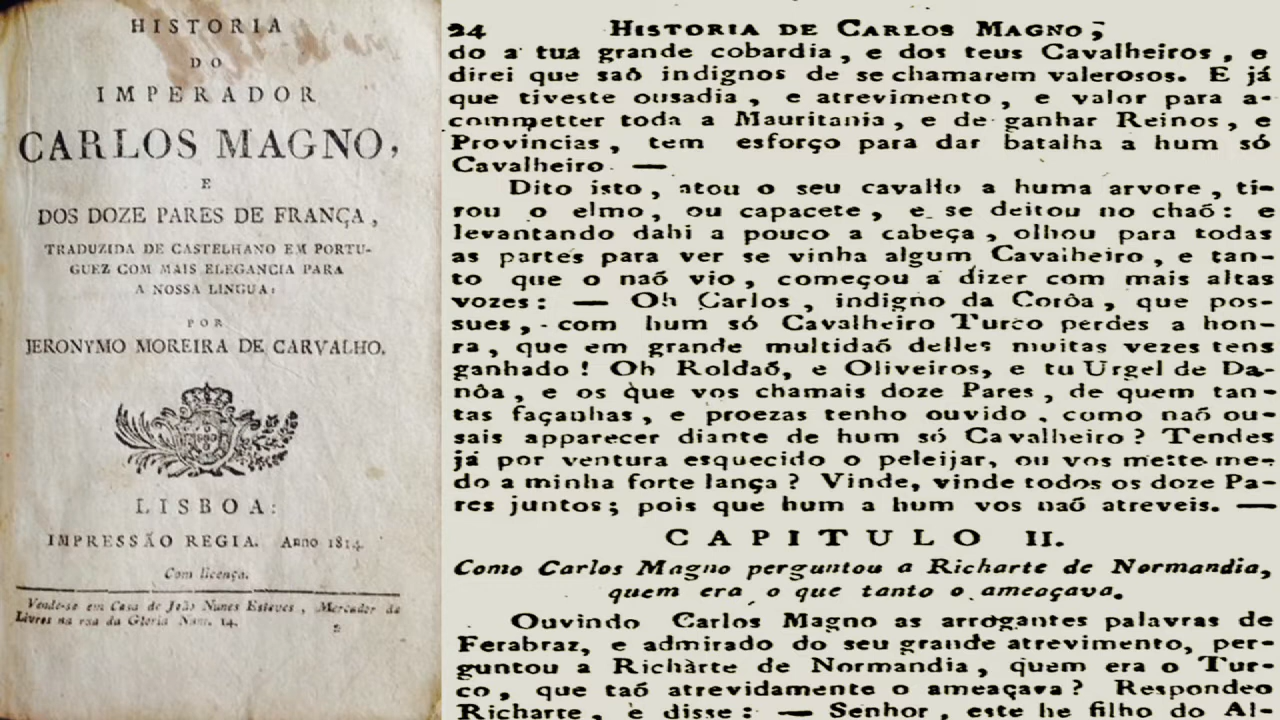 HISTORIA
DO
IMPERADOR
CARLOS MAGNO,
E
DOS DOZE PARES DE FRANÇA,
TRADUZIDA DE CASTELHANO EM PORTU-
GUEZ COM MAIS ELEGANCIA PARA
A NOSSA LINGUA:
POR
JERONYMO MOREIRA DE CARVALHO.
LISBOA:
IMPRESSÃO REGIA. Anno 1814.
Com licença.
Vende-se em Casa de João Nunes Esteves, Mercador de
Livros na rua da Gloria Num. 14.
24 HISTORIA DE CARLOS MAGNO,
do a tua grande cobardia, e dos teus Cavalheiros, e
direi que saõ indignos de se chamarem valerosos. E já
que tiveste ousadia, e atrevimento, e valor para a-
commetter toda a Mauritania, e de ganhar Reinos, e
Provincias, tem esforço para dar batalha a hum só
Cavalheiro. —
Dito isto, atou o seu cavallo a huma arvore, ti-
rou o elmo, ou capacete, e se deitou no chaõ: e
levantando dahi a pouco a cabeça, olhou para todas
as partes para ver se vinha algum Cavalheiro, e tan-
to que o naõ vio, começou a dizer com mais altas
vozes: — Oh Carlos, indigno da Corôa, que pos-
sues, com hum só Cavalheiro Turco perdes a hon-
ra, que em grande multidaõ delles muitas vezes tens
ganhado! Oh Roldaõ, e Oliveiros, e tu Urgel de Da-
nôa, e os que vos chamais doze Pares, de quem tan-
tas façanhas, e proezas tenho ouvido, como naõ ou-
sais apparecer diante de hum só Cavalheiro? Tendes
já por ventura esquecido o peleijar, ou vos mette me-
do a minha forte lança? Vinde, vinde todos os doze Pa-
res juntos; pois que hum a hum vos naõ atreveis. —
CAPITULO II.
Como Carlos Magno perguntou a Richarte de Normandia,
quem era o que tanto o ameaçava.
Ouvindo Carlos Magno as arrogantes palavras de
Ferabraz, e admirado do seu grande atrevimento, per-
guntou a Richarte de Normandia, quem era o Tur-
co, que taõ atrevidamente o ameaçava? Respondeo
Richarte, e disse: — Senhor, este he filho do Al-